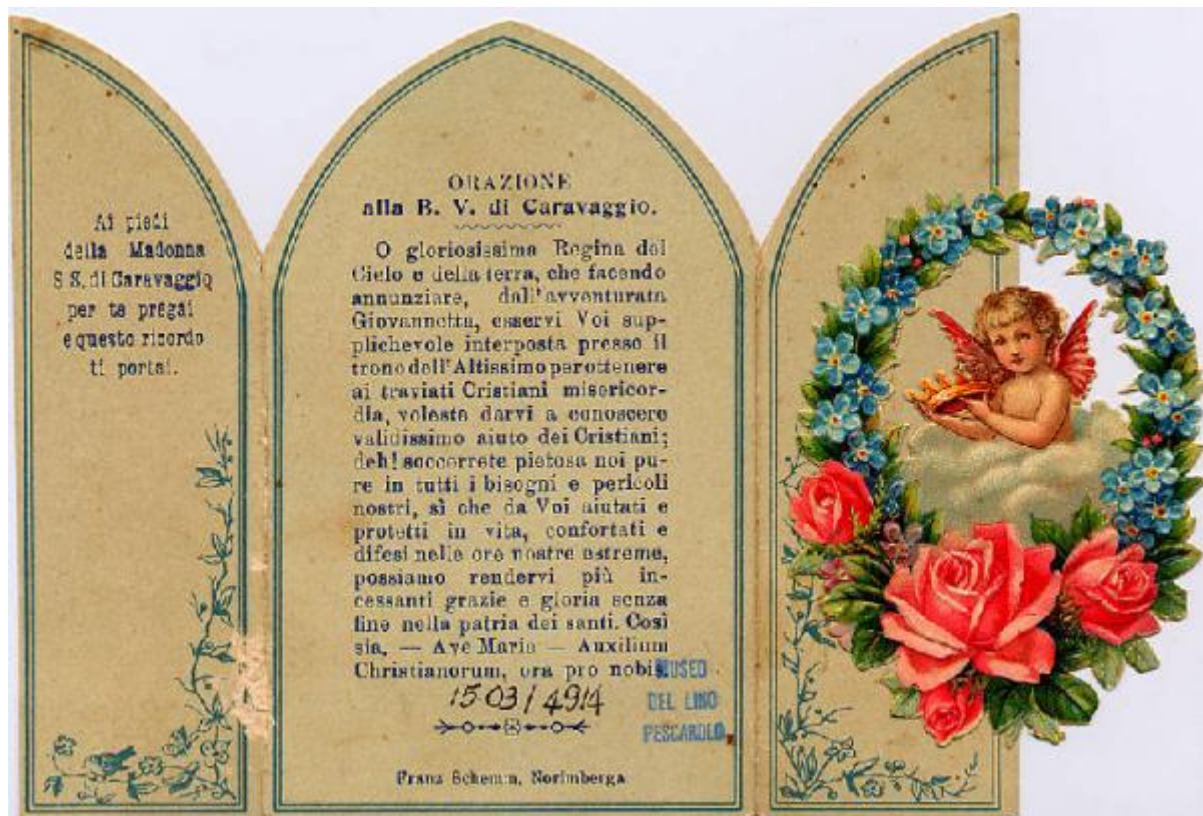 Ai piedi
della Madonna
S S. di Caravaggio
per te pregai
e questo ricordo
ti portai.
ORAZIONE
alla B. V. di Caravaggio.
O gloriosissima Regina del
Cielo e della terra, che facendo
annunziare, dall'avventurata
Giovannetta, esservi Voi sup-
plichevole interposta presso il
trono dell'Altissimo per ottenere
ai traviati Cristiani misericor-
dia, voleste darvi a conoscere
validissimo aiuto dei Cristiani;
deh! soccorrete pietosa noi pu-
re in tutti i bisogni e pericoli
nostri, sì che da Voi aiutati e
protetti in vita, confortati e
difesi nelle ore nostre estreme,
possiamo rendervi più in-
cessanti grazie e gloria senza
fine nella patria dei santi. Così
sia. — Ave Maria — Auxilium
Christianorum, ora pro nobis.
15-03/4914
MUSEO
DEL LINO
PESCAROLO
Franz Schemm, Norimberga